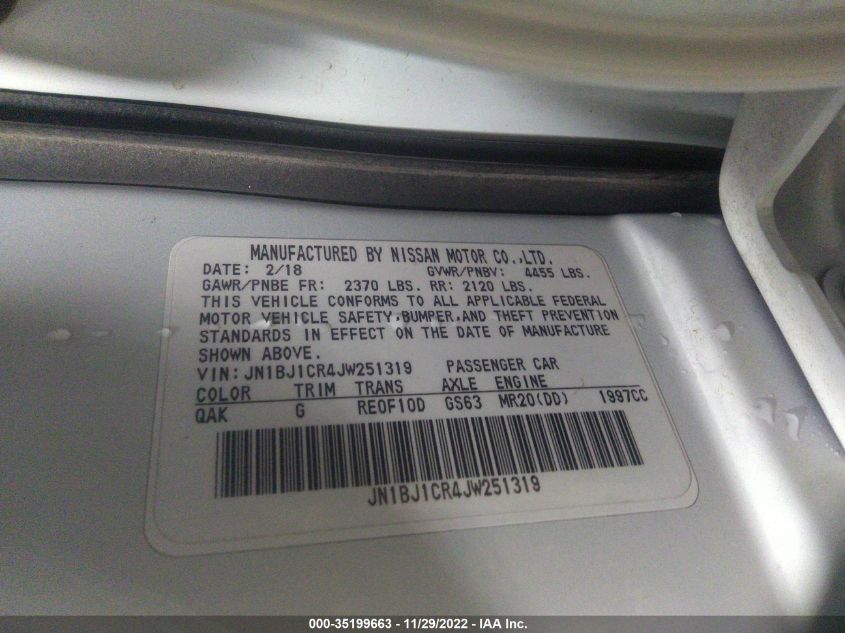 MANUFACTURED BY NISSAN MOTOR CO.,LTD.
DATE: 2/18 GVWR/PNBV: 4455 LBS.
GAWR/PNBE FR: 2370 LBS. RR: 2120 LBS.
THIS VEHICLE CONFORMS TO ALL APPLICABLE FEDERAL
MOTOR VEHICLE SAFETY,BUMPER,AND THEFT PREVENTION
STANDARDS IN EFFECT ON THE DATE OF MANUFACTURE
SHOWN ABOVE.
VIN: JN1BJ1CR4JW251319 PASSENGER CAR
COLOR TRIM TRANS AXLE ENGINE
QAK G RE0F10D GS63 MR20(DD) 1997CC
JN1BJ1CR4JW251319
000-35199663 - 11/29/2022 - IAA Inc.